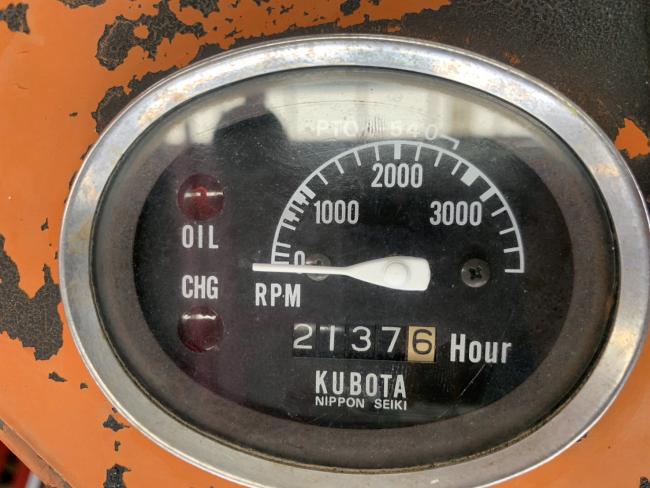 PTO 540
2000
1000 3000
0
OIL
CHG
RPM
21376 Hour
KUBOTA
NIPPON SEIKI